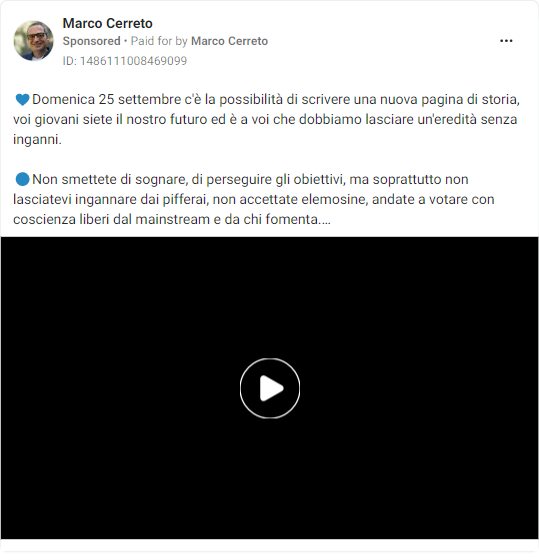 Marco Cerreto
Sponsored • Paid for by Marco Cerreto
ID: 1486111008469099
💙Domenica 25 settembre c'è la possibilità di scrivere una nuova pagina di storia,
voi giovani siete il nostro futuro ed è a voi che dobbiamo lasciare un'eredità senza
inganni.
🔵Non smettete di sognare, di perseguire gli obiettivi, ma soprattutto non
lasciatevi ingannare dai pifferai, non accettate elemosine, andate a votare con
coscienza liberi dal mainstream e da chi fomenta....